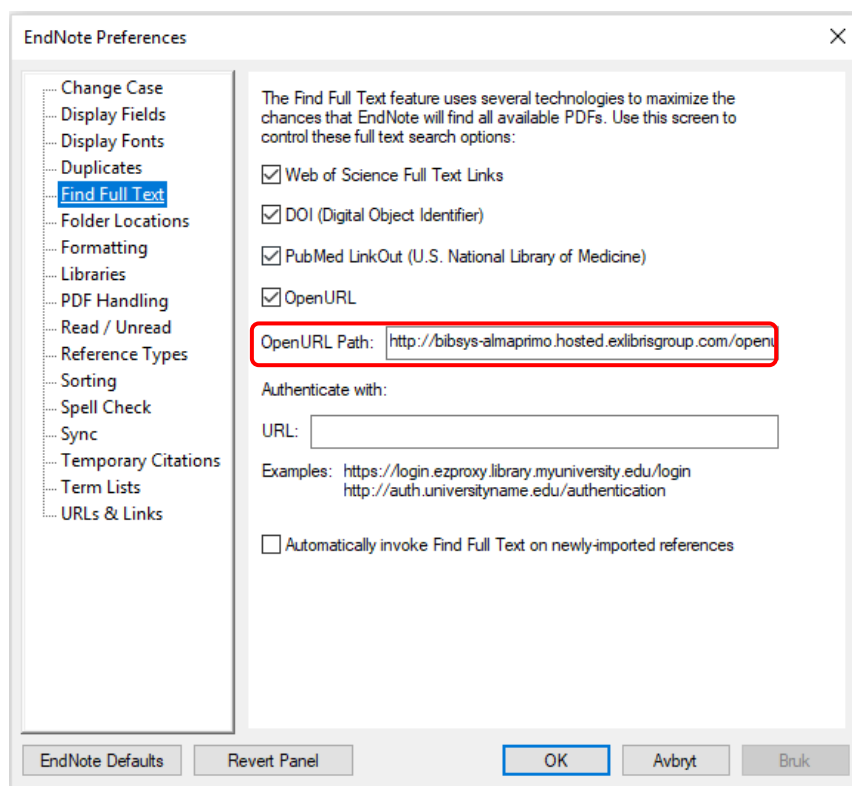 EndNote Preferences
Change Case
Display Fields
Display Fonts
Duplicates
Find Full Text
Folder Locations
Formatting
Libraries
PDF Handling
Read / Unread
Reference Types
Sorting
Spell Check
Sync
Temporary Citations
Term Lists
URLs & Links
The Find Full Text feature uses several technologies to maximize the
chances that EndNote will find all available PDFs. Use this screen to
control these full text search options:
Web of Science Full Text Links
DOI (Digital Object Identifier)
PubMed LinkOut (U.S. National Library of Medicine)
OpenURL
OpenURL Path: http://bibsys-almaprimo.hosted.exlibrisgroup.com/openu
Authenticate with:
URL:
Examples: https://login.ezproxy.library.myuniversity.edu/login
http://auth.universityname.edu/authentication
Automatically invoke Find Full Text on newly-imported references
EndNote Defaults Revert Panel OK Avbryt Bruk